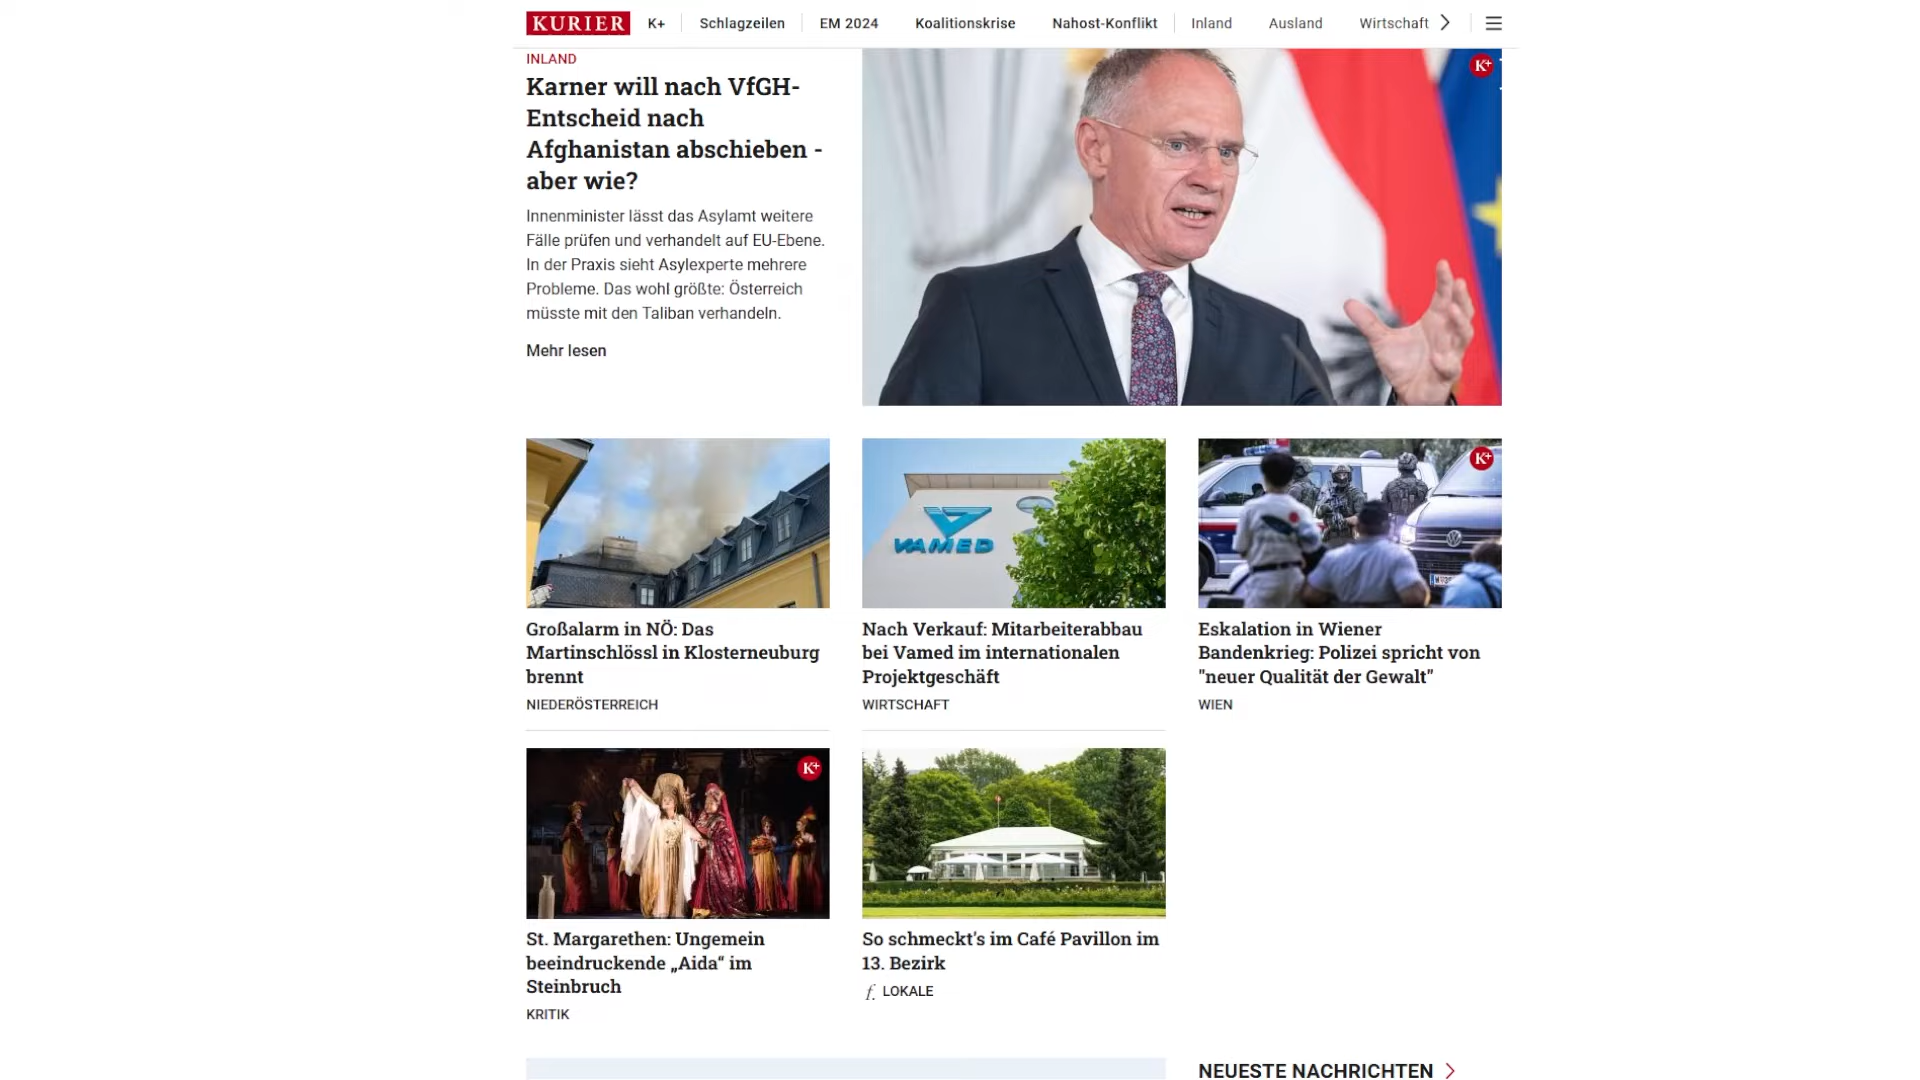 KURIER
K+
Schlagzeilen
EM 2024
Koalitionskrise
Nahost-Konflikt
Inland
Ausland
Wirtschaft
INLAND
Karner will nach VfGH-
Entscheid nach
Afghanistan abschieben -
aber wie?
Innenminister lässt das Asylamt weitere
Fälle prüfen und verhandelt auf EU-Ebene.
In der Praxis sieht Asylexperte mehrere
Probleme. Das wohl größte: Österreich
müsste mit den Taliban verhandeln.
Mehr lesen
K+
VAMED
K+
Großalarm in NÖ: Das
Martinschlössl in Klosterneuburg
brennt
NIEDERÖSTERREICH
Nach Verkauf: Mitarbeiterabbau
bei Vamed im internationalen
Projektgeschäft
WIRTSCHAFT
Eskalation in Wiener
Bandenkrieg: Polizei spricht von
"neuer Qualität der Gewalt"
WIEN
K+
St. Margarethen: Ungemein
beeindruckende „Aida“ im
Steinbruch
KRITIK
So schmeckt's im Café Pavillon im
13. Bezirk
f. LOKALE
NEUESTE NACHRICHTEN